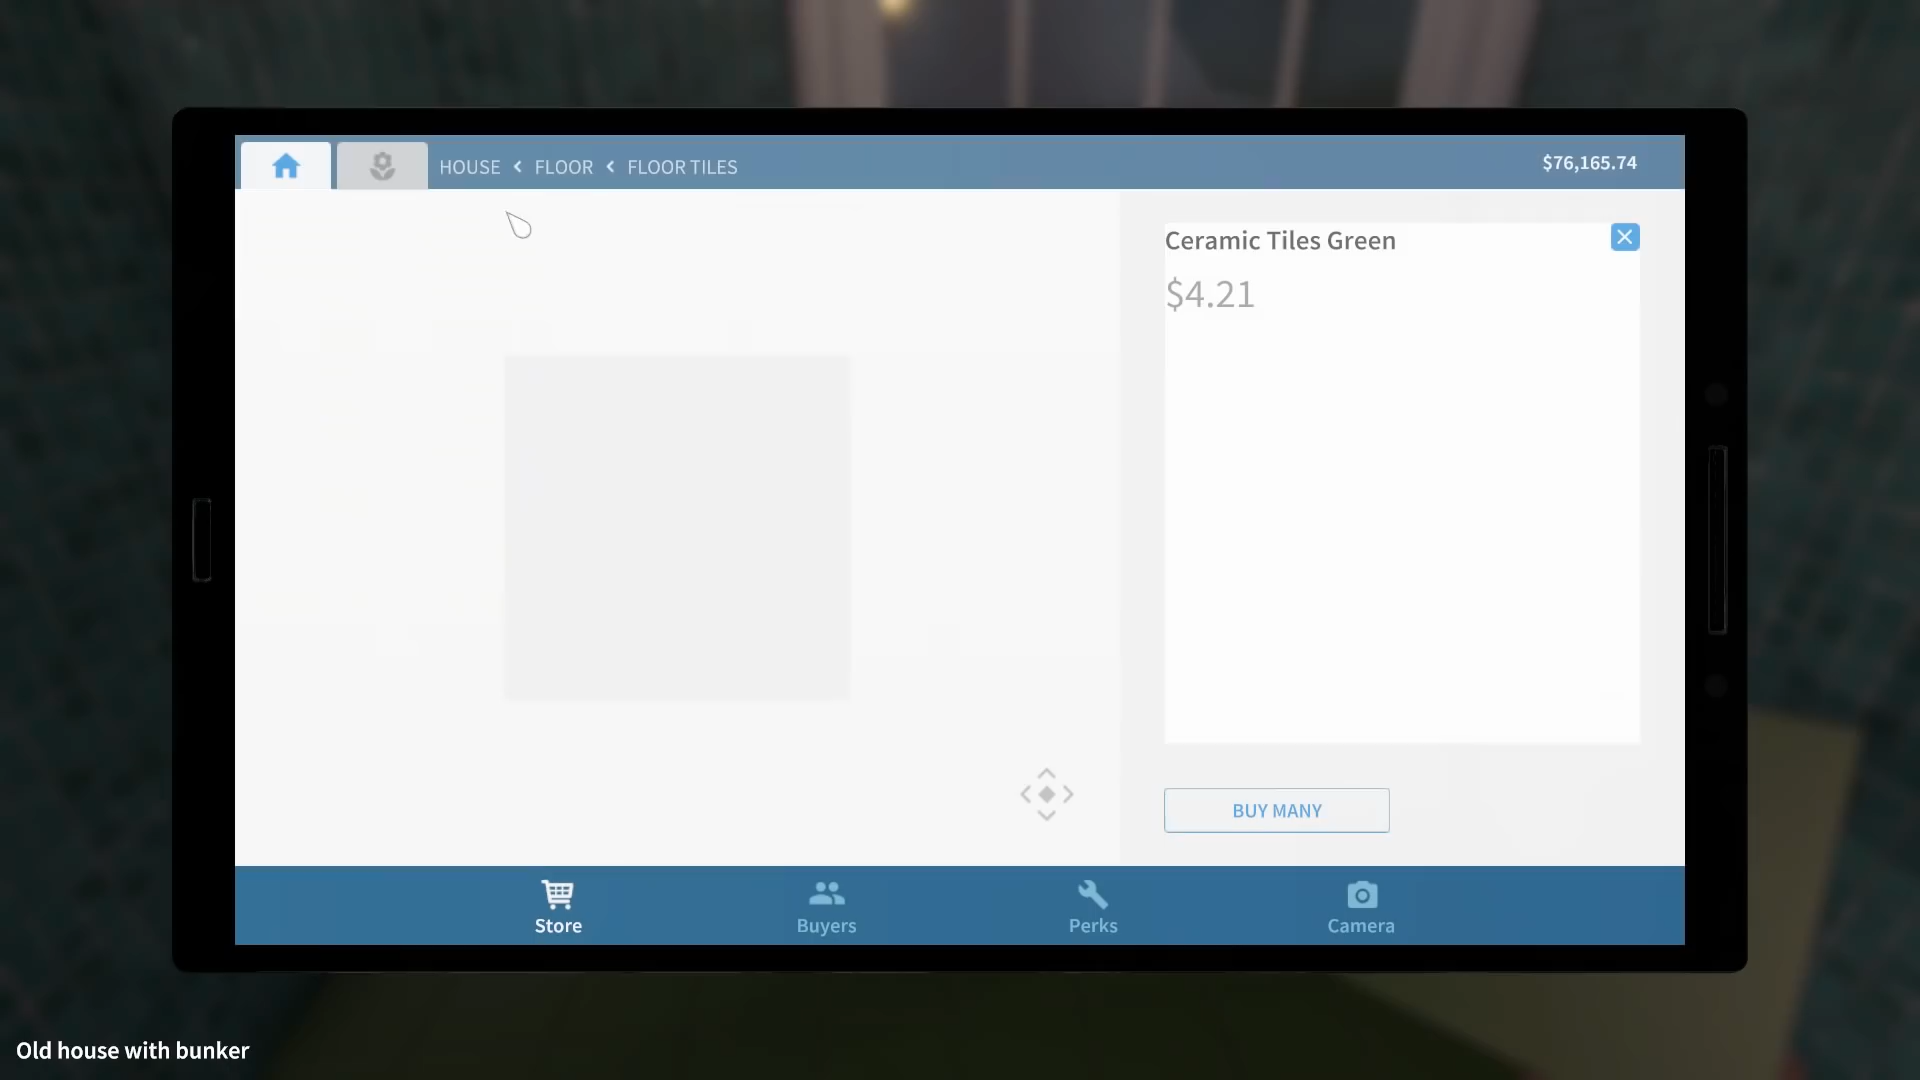 HOUSE < FLOOR < FLOOR TILES
$76,165.74
Ceramic Tiles Green
$4.21
BUY MANY
Store
Buyers
Perks
Camera
Old house with bunker